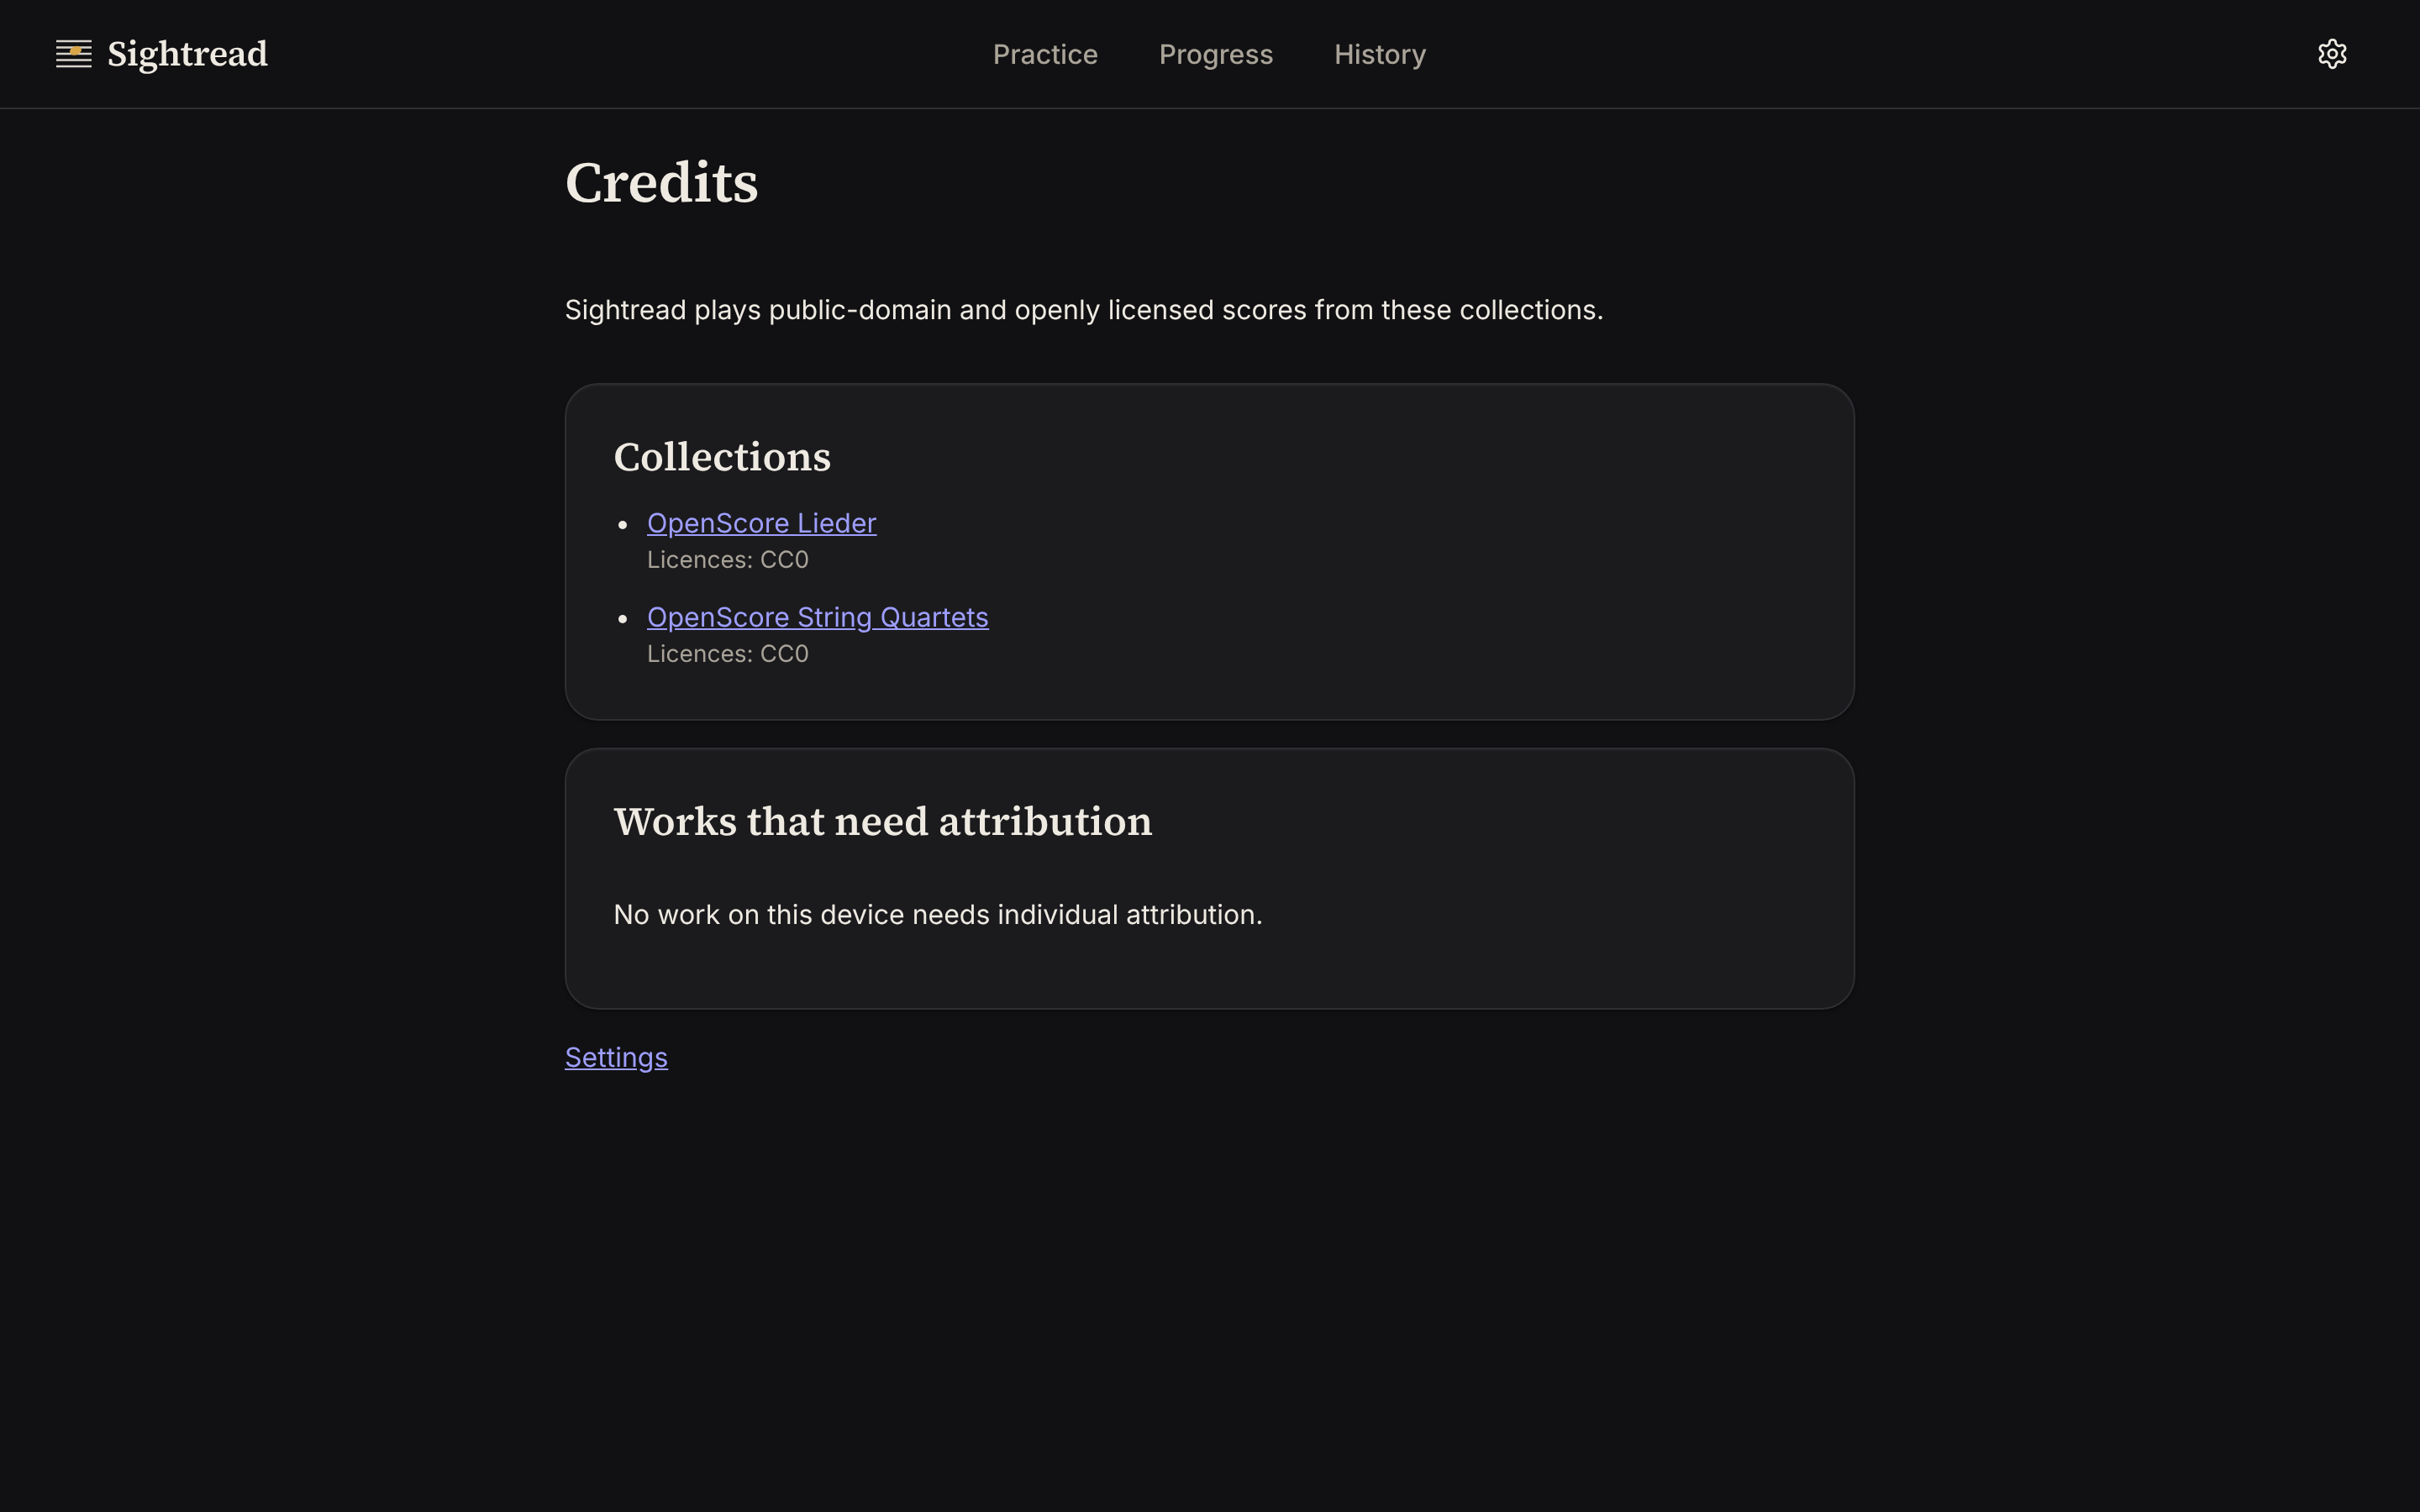 Sightread
Practice
Progress
History
Credits
Sightread plays public-domain and openly licensed scores from these collections.
Collections
• OpenScore Lieder
Licences: CC0
• OpenScore String Quartets
Licences: CC0
Works that need attribution
No work on this device needs individual attribution.
Settings